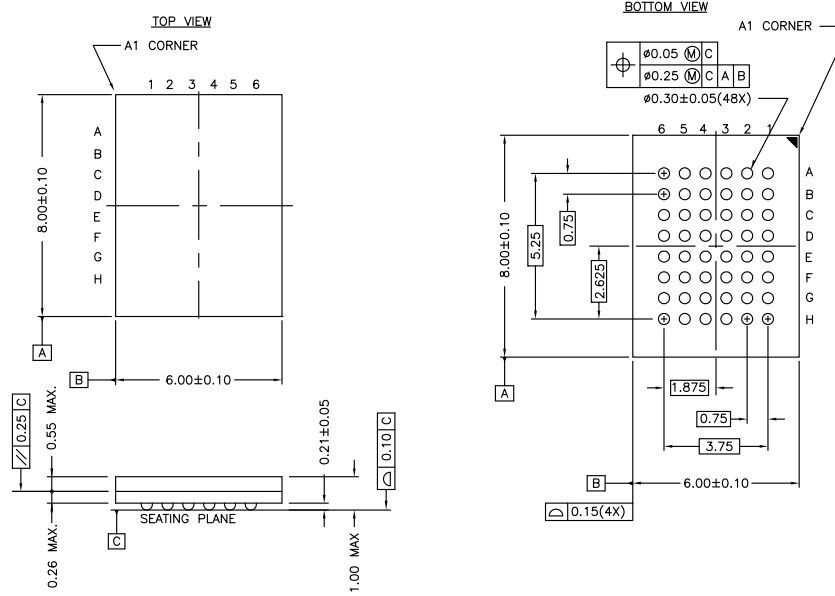 TOP VIEW
A1 CORNER
1 2 3 4 5 6
A
B
C
D
E
F
G
H
8.00±0.10
A
B
6.00±0.10
// 0.25 C
0.55 MAX.
0.21±0.05
0.10 C
SEATING PLANE
C
0.26 MAX.
1.00 MAX
BOTTOM VIEW
A1 CORNER
ø0.05 Ⓜ C
ø0.25 Ⓜ C A B
ø0.30±0.05(48X)
6 5 4 3 2 1
A
B
C
D
E
F
G
H
8.00±0.10
5.25
0.75
2.625
A
1.875
0.75
3.75
B
6.00±0.10
0.15(4X)